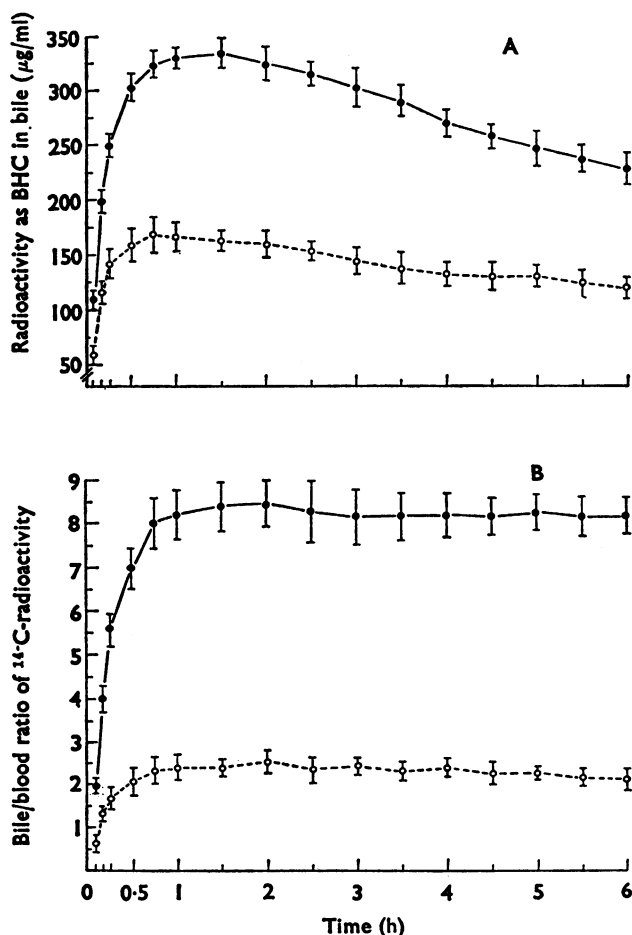 A
Radioactivity as BHC in bile (μg/ml)
350
300
250
200
150
100
50
B
Bile/blood ratio of ¹⁴C-radioactivity
9
8
7
6
5
4
3
2
1
0 0·5 1 2 3 4 5 6
Time (h)